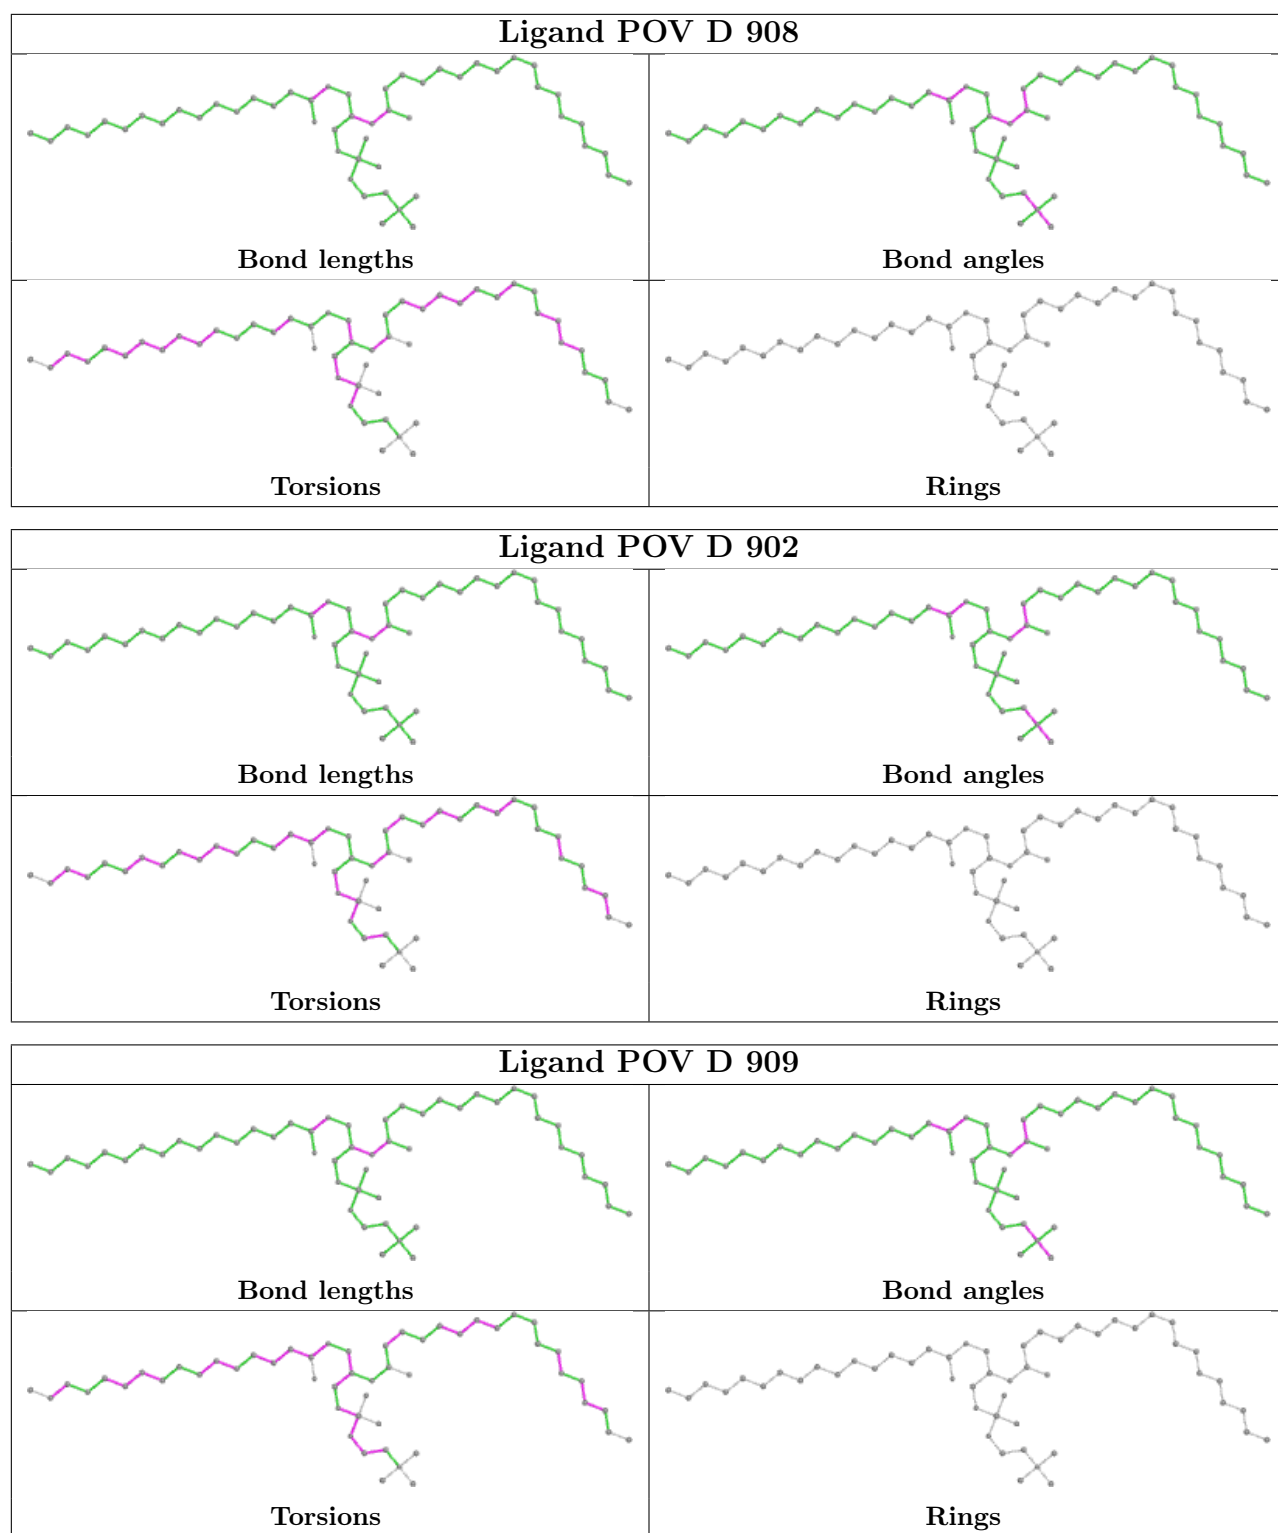 Ligand POV D 908
Bond lengths
Bond angles
Torsions
Rings
Ligand POV D 902
Bond lengths
Bond angles
Torsions
Rings
Ligand POV D 909
Bond lengths
Bond angles
Torsions
Rings